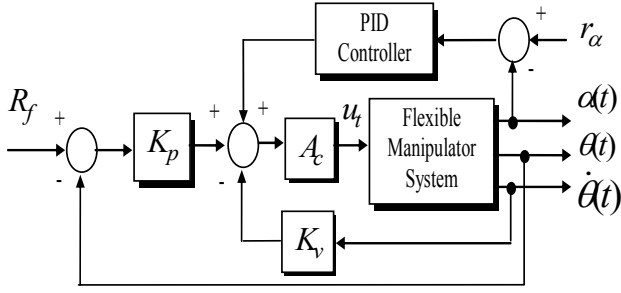 PID
Controller
+
r_α
-
R_f
+
K_p
+
+
A_c
u_t
Flexible
Manipulator
System
α(t)
θ(t)
θ̇(t)
-
-
K_v